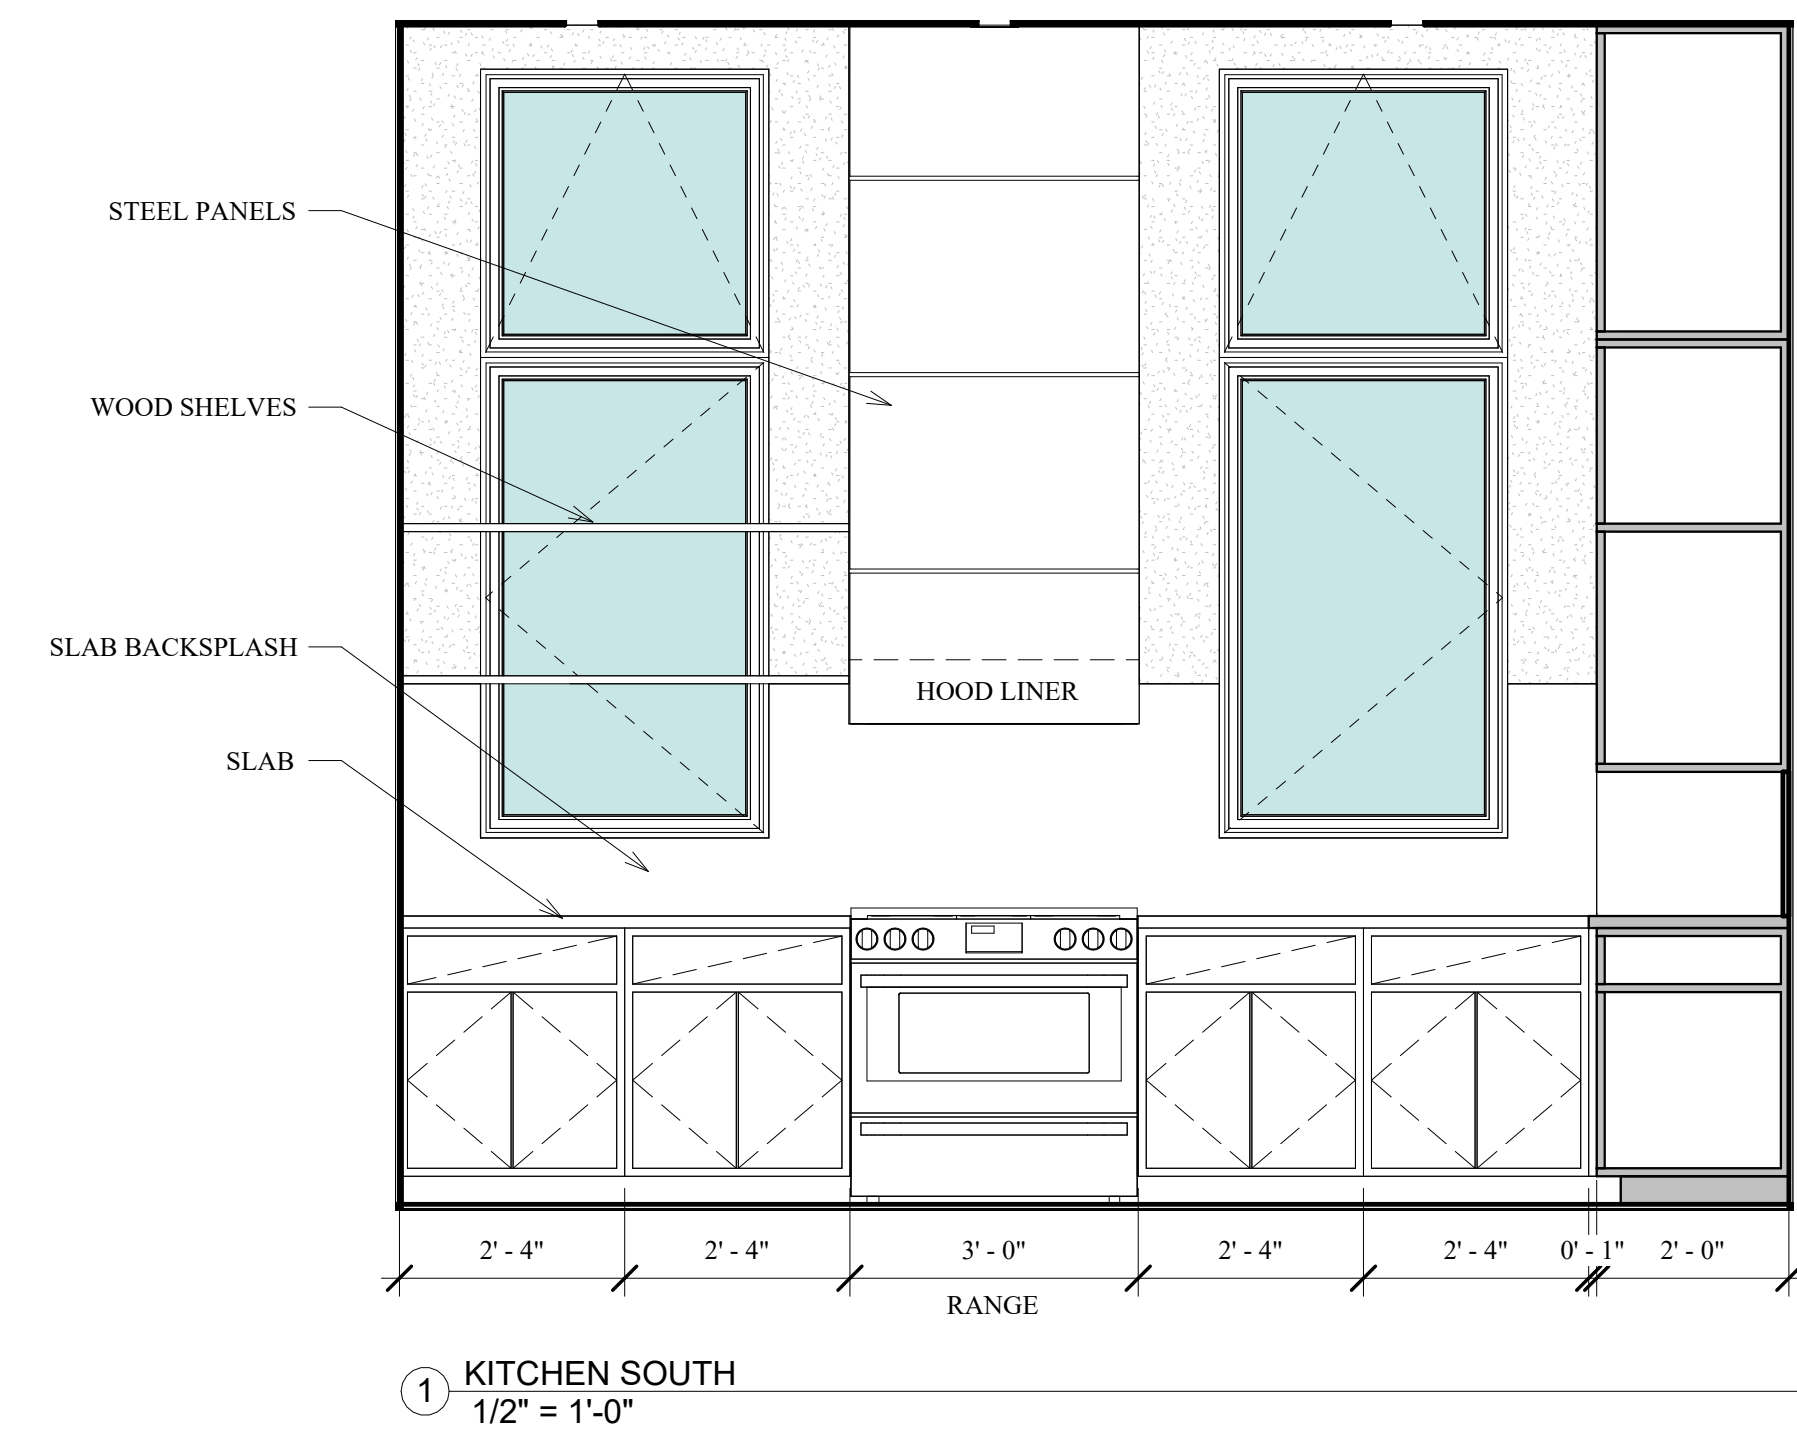 STEEL PANELS
WOOD SHELVES
SLAB BACKSPLASH
HOOD LINER
SLAB
2' - 4"
2' - 4"
3' - 0"
2' - 4"
2' - 4"
0' - 1"
2' - 0"
RANGE
1
KITCHEN SOUTH
1/2" = 1'-0"